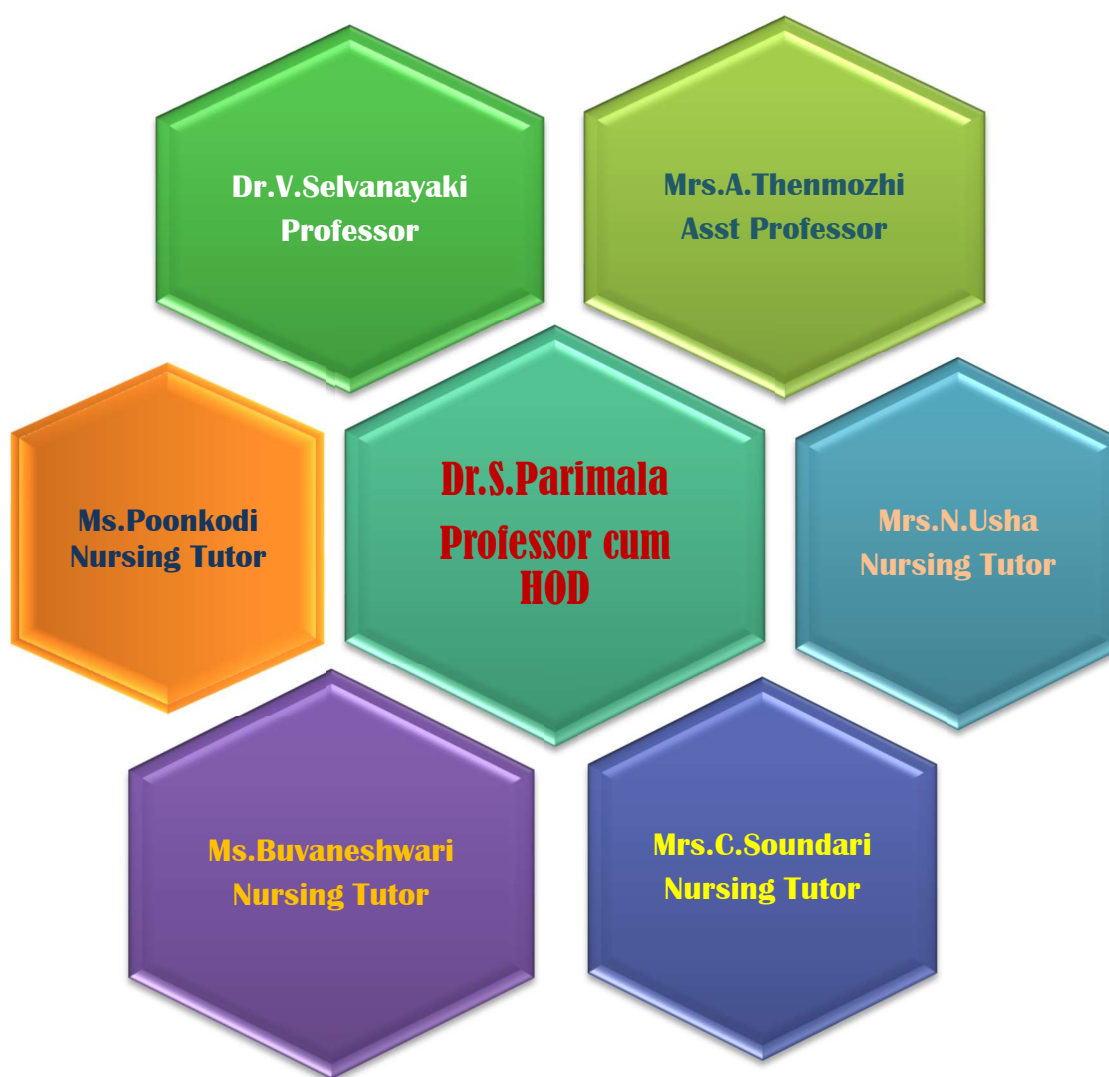 Dr.V.Selvanayaki
Professor
Mrs.A.Thenmozhi
Asst Professor
Ms.Poonkodi
Nursing Tutor
Dr.S.Parimala
Professor cum
HOD
Mrs.N.Usha
Nursing Tutor
Ms.Buvaneshwari
Nursing Tutor
Mrs.C.Soundari
Nursing Tutor